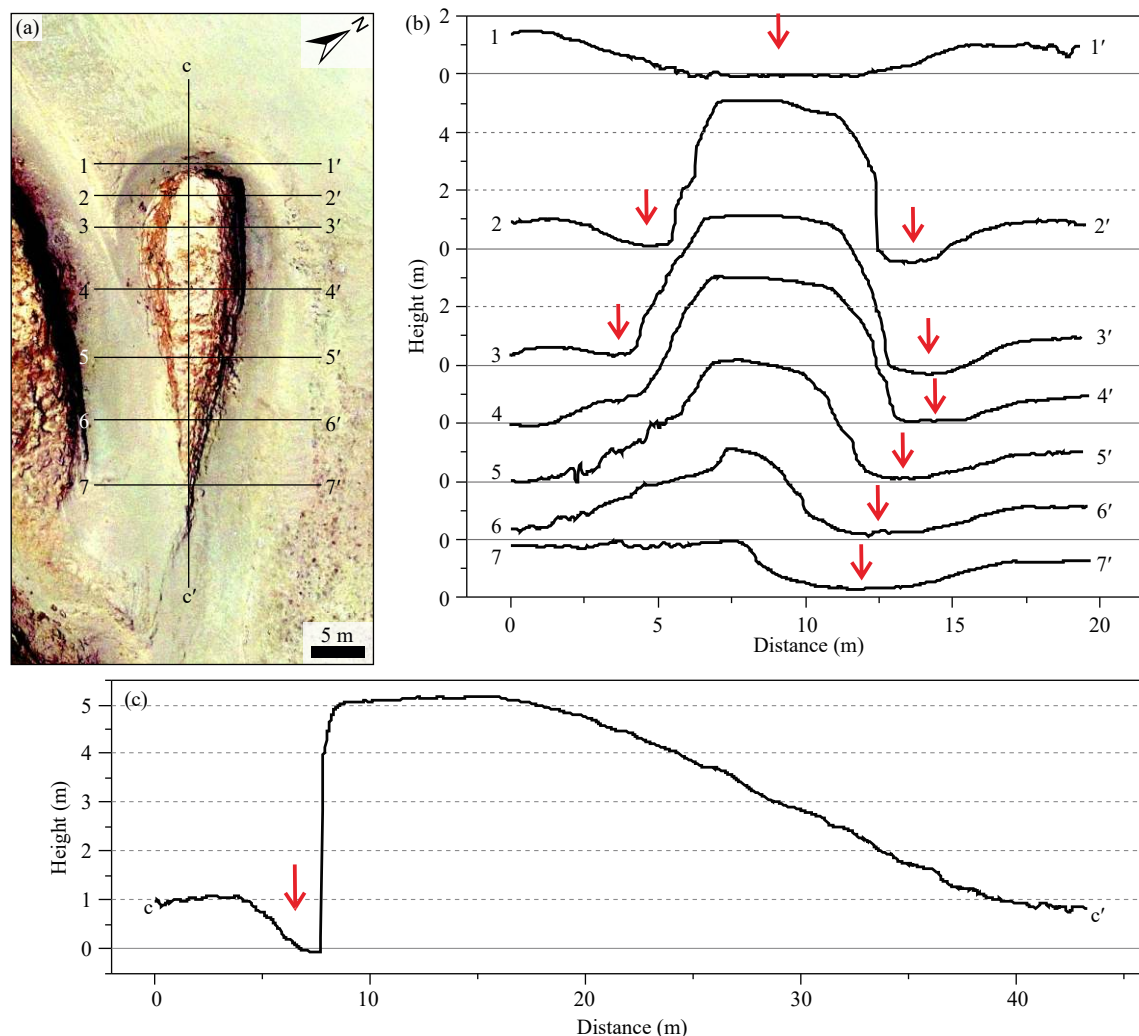 (a)
N
c
1 1′
2 2′
3 3′
4 4′
5 5′
6 6′
7 7′
c′
5 m
(b)
2
1 1′
0
4
2
2 2′
0
2
3 3′
0
4 4′
0
5 5′
0
6 6′
0
7 7′
0
Height (m)
0 5 10 15 20
Distance (m)
(c)
5
4
3
2
1
0
Height (m)
c c′
0 10 20 30 40
Distance (m)